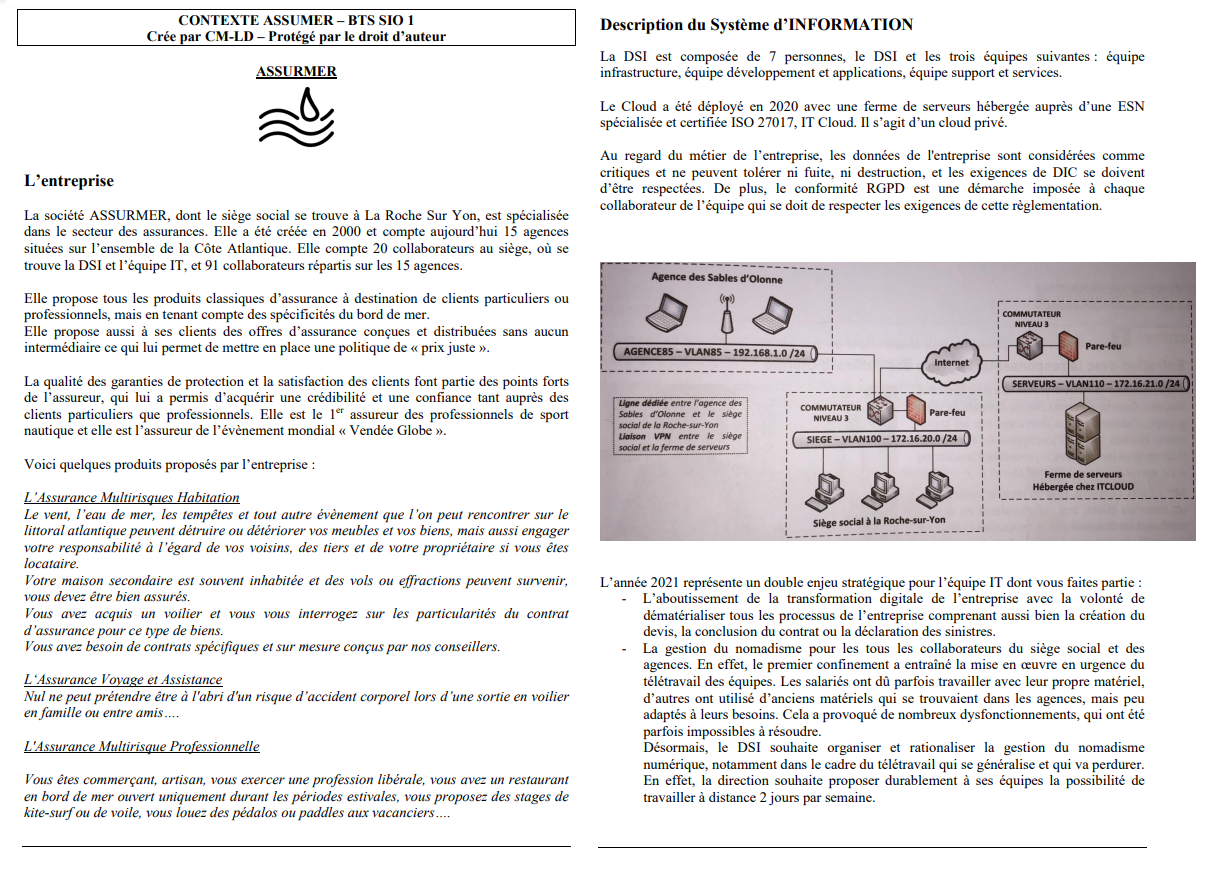 CONTEXTE ASSUMER – BTS SIO 1
Crée par CM-LD – Protégé par le droit d’auteur
ASSURMER
L’entreprise
La société ASSURMER, dont le siège social se trouve à La Roche Sur Yon, est spécialisée
dans le secteur des assurances. Elle a été créée en 2000 et compte aujourd’hui 15 agences
situées sur l’ensemble de la Côte Atlantique. Elle compte 20 collaborateurs au siège, où se
trouve la DSI et l’équipe IT, et 91 collaborateurs répartis sur les 15 agences.
Elle propose tous les produits classiques d’assurance à destination de clients particuliers ou
professionnels, mais en tenant compte des spécificités du bord de mer.
Elle propose aussi à ses clients des offres d’assurance conçues et distribuées sans aucun
intermédiaire ce qui lui permet de mettre en place une politique de « prix juste ».
La qualité des garanties de protection et la satisfaction des clients font partie des points forts
de l’assureur, qui lui a permis d’acquérir une crédibilité et une confiance tant auprès des
clients particuliers que professionnels. Elle est le 1er assureur des professionnels de sport
nautique et elle est l’assureur de l’évènement mondial « Vendée Globe ».
Voici quelques produits proposés par l’entreprise :
L’Assurance Multirisques Habitation
Le vent, l’eau de mer, les tempêtes et tout autre évènement que l’on peut rencontrer sur le
littoral atlantique peuvent détruire ou détériorer vos meubles et vos biens, mais aussi engager
votre responsabilité à l’égard de vos voisins, des tiers et de votre propriétaire si vous êtes
locataire.
Votre maison secondaire est souvent inhabitée et des vols ou effractions peuvent survenir,
vous devez être bien assurés.
Vous avez acquis un voilier et vous vous interrogez sur les particularités du contrat
d’assurance pour ce type de biens.
Vous avez besoin de contrats spécifiques et sur mesure conçus par nos conseillers.
L‘Assurance Voyage et Assistance
Nul ne peut prétendre être à l'abri d'un risque d’accident corporel lors d’une sortie en voilier
en famille ou entre amis….
L'Assurance Multirisque Professionnelle
Vous êtes commerçant, artisan, vous exercer une profession libérale, vous avez un restaurant
en bord de mer ouvert uniquement durant les périodes estivales, vous proposez des stages de
kite-surf ou de voile, vous louez des pédalos ou paddles aux vacanciers….
Description du Système d’INFORMATION
La DSI est composée de 7 personnes, le DSI et les trois équipes suivantes : équipe
infrastructure, équipe développement et applications, équipe support et services.
Le Cloud a été déployé en 2020 avec une ferme de serveurs hébergée auprès d’une ESN
spécialisée et certifiée ISO 27017, IT Cloud. Il s’agit d’un cloud privé.
Au regard du métier de l’entreprise, les données de l'entreprise sont considérées comme
critiques et ne peuvent tolérer ni fuite, ni destruction, et les exigences de DIC se doivent
d’être respectées. De plus, le conformité RGPD est une démarche imposée à chaque
collaborateur de l’équipe qui se doit de respecter les exigences de cette règlementation.
Agence des Sables d’Olonne
AGENCE85 – VLAN85 – 192.168.1.0 /24
Ligne dédiée entre l’agence des
Sables d’Olonne et le siège
social de la Roche-sur-Yon
Liaison VPN entre le siège
social et la ferme de serveurs
Internet
COMMUTATEUR
NIVEAU 3
Pare-feu
SIEGE – VLAN100 – 172.16.20.0 /24
Siège social à la Roche-sur-Yon
COMMUTATEUR
NIVEAU 3
Pare-feu
SERVEURS – VLAN110 – 172.16.21.0 /24
Ferme de serveurs
Hébergée chez ITCLOUD
L’année 2021 représente un double enjeu stratégique pour l’équipe IT dont vous faites partie :
- L’aboutissement de la transformation digitale de l’entreprise avec la volonté de
dématérialiser tous les processus de l’entreprise comprenant aussi bien la création du
devis, la conclusion du contrat ou la déclaration des sinistres.
- La gestion du nomadisme pour les tous les collaborateurs du siège social et des
agences. En effet, le premier confinement a entraîné la mise en œuvre en urgence du
télétravail des équipes. Les salariés ont dû parfois travailler avec leur propre matériel,
d’autres ont utilisé d’anciens matériels qui se trouvaient dans les agences, mais peu
adaptés à leurs besoins. Cela a provoqué de nombreux dysfonctionnements, qui ont été
parfois impossibles à résoudre.
Désormais, le DSI souhaite organiser et rationaliser la gestion du nomadisme
numérique, notamment dans le cadre du télétravail qui se généralise et qui va perdurer.
En effet, la direction souhaite proposer durablement à ses équipes la possibilité de
travailler à distance 2 jours par semaine.